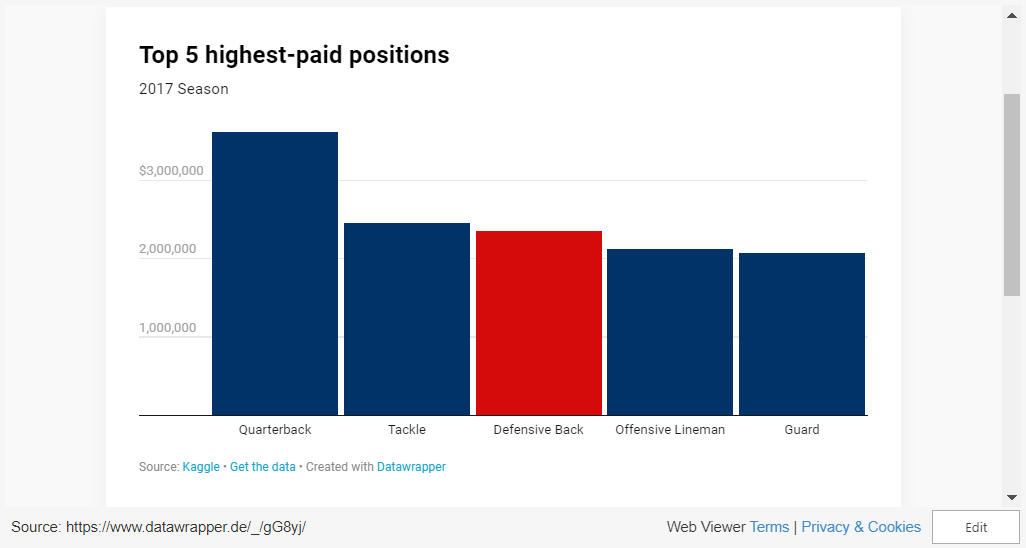 Top 5 highest-paid positions
2017 Season
$3,000,000
2,000,000
1,000,000
Quarterback Tackle Defensive Back Offensive Lineman Guard
Source: Kaggle • Get the data • Created with Datawrapper
Source: https://www.datawrapper.de/_/gG8yj/ Web Viewer Terms | Privacy & Cookies Edit